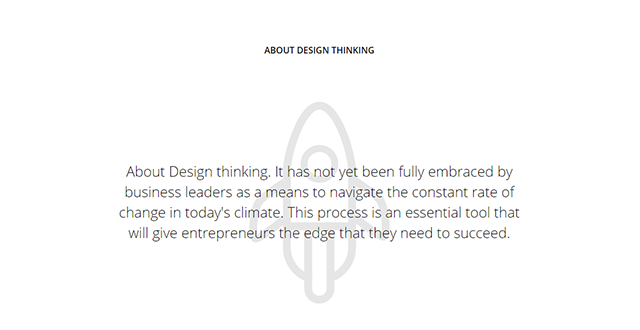 ABOUT DESIGN THINKING
About Design thinking. It has not yet been fully embraced by
business leaders as a means to navigate the constant rate of
change in today's climate. This process is an essential tool that
will give entrepreneurs the edge that they need to succeed.